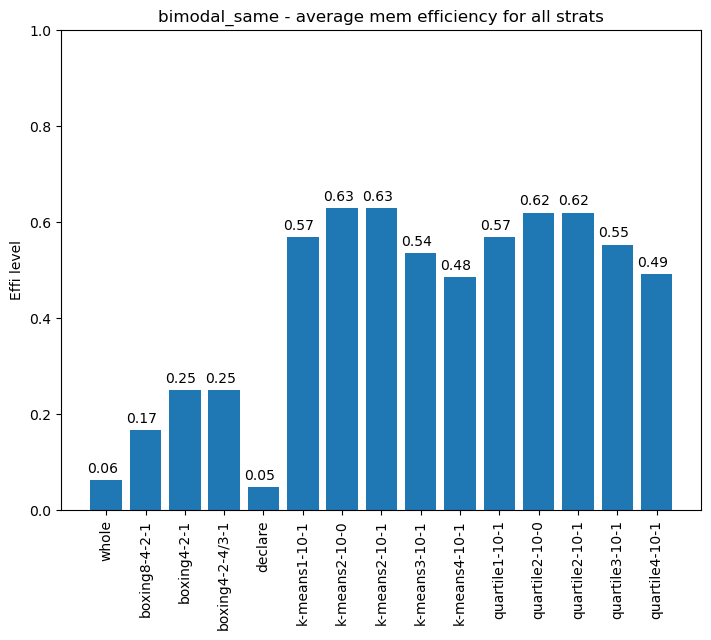 bimodal_same - average mem efficiency for all strats
Effi level
1.0
0.8
0.6
0.4
0.2
0.0
0.06
0.17
0.25
0.25
0.05
0.57
0.63
0.63
0.54
0.48
0.57
0.62
0.62
0.55
0.49
whole
boxing8-4-2-1
boxing4-2-1
boxing4-2-4/3-1
declare
k-means1-10-1
k-means2-10-0
k-means2-10-1
k-means3-10-1
k-means4-10-1
quartile1-10-1
quartile2-10-0
quartile2-10-1
quartile3-10-1
quartile4-10-1